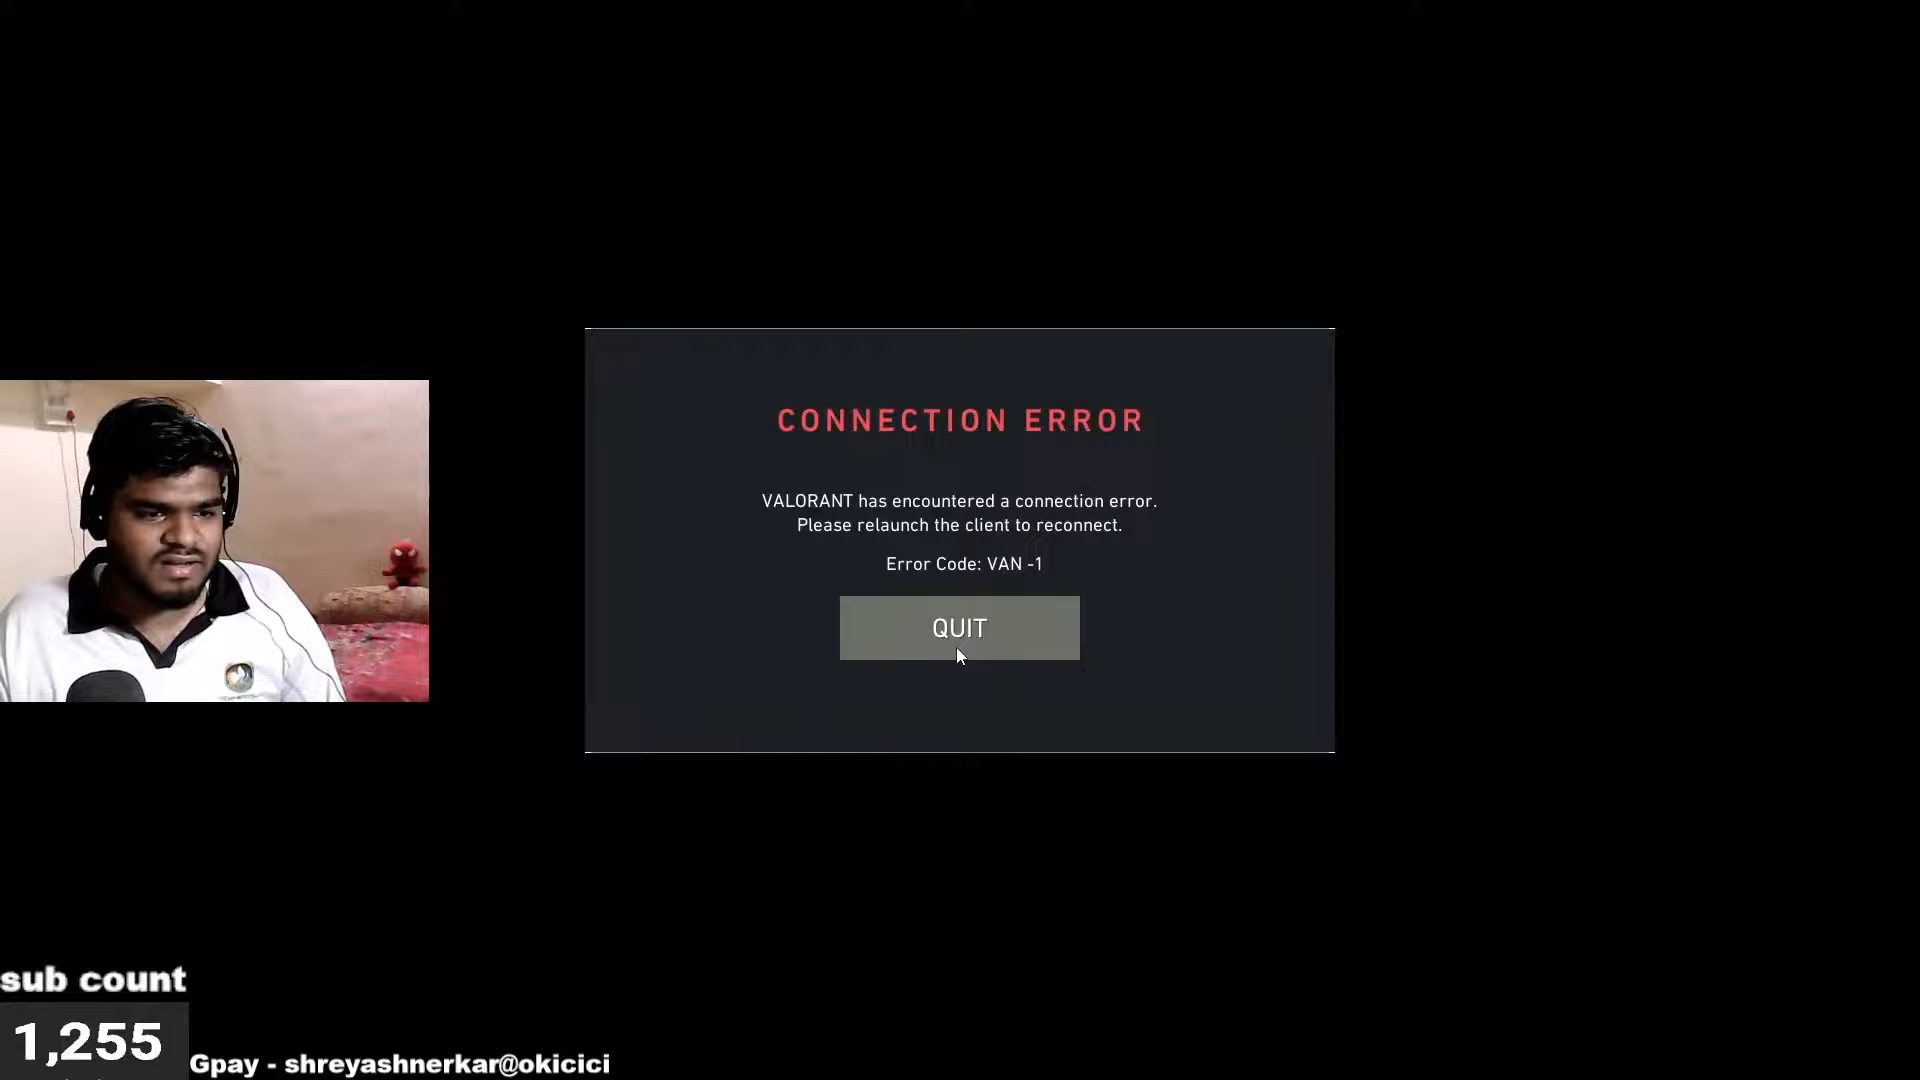 CONNECTION ERROR
VALORANT has encountered a connection error.
Please relaunch the client to reconnect.
Error Code: VAN -1
QUIT
sub count
1,255
Gpay - shreyashnerkar@okicici